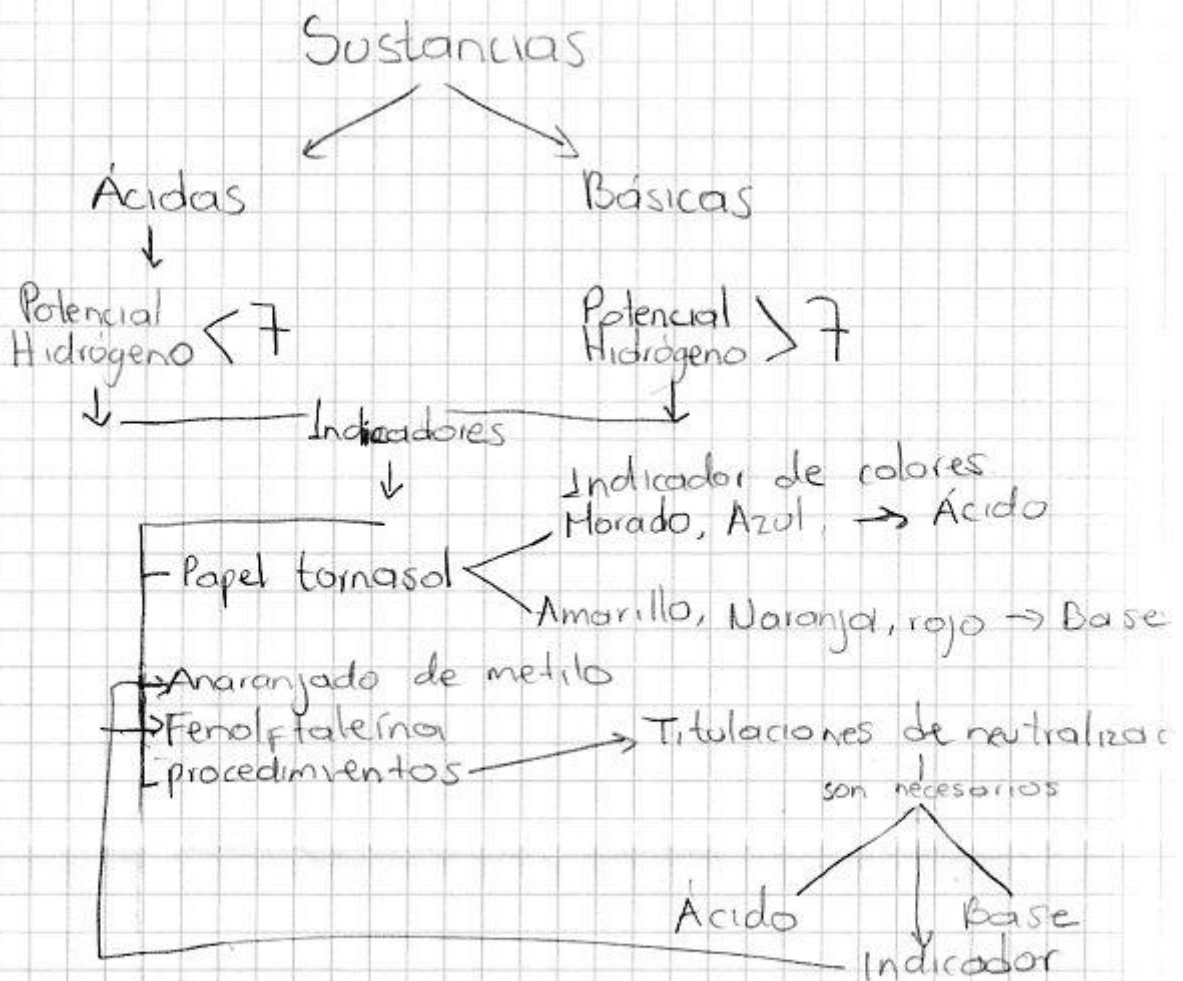 Sustancias
Ácidas
Básicas
Potencial
Hidrógeno < 7
Potencial
Hidrógeno > 7
Indicadores
Indicador de colores
Morado, Azul, → Ácido
- Papel tornasol
Amarillo, Naranja, rojo → Base
Anaranjado de metilo
Fenolftaleína
Titulaciones de neutralizac
- procedimientos
son necesarios
Ácido
Base
Indicador